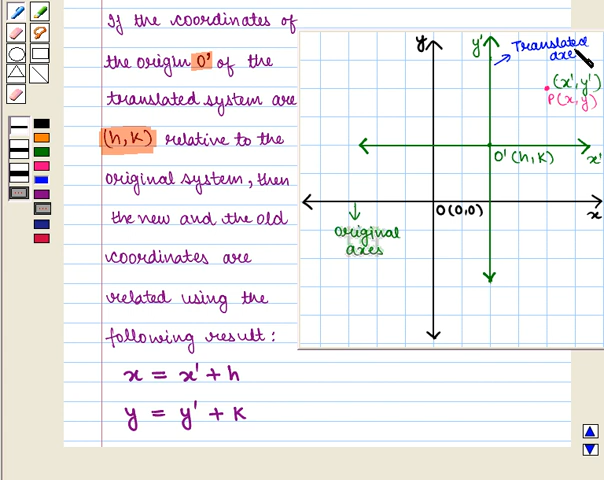 If the coordinates of
the origin O' of the
translated system are
(h, k) relative to the
original system, then
the new and the old
coordinates are
related using the
following result:
x = x' + h
y = y' + k
y
y'
Translated
axes
(x', y')
P(x, y)
O'(h, k)
x'
O(0,0)
x
original
axes